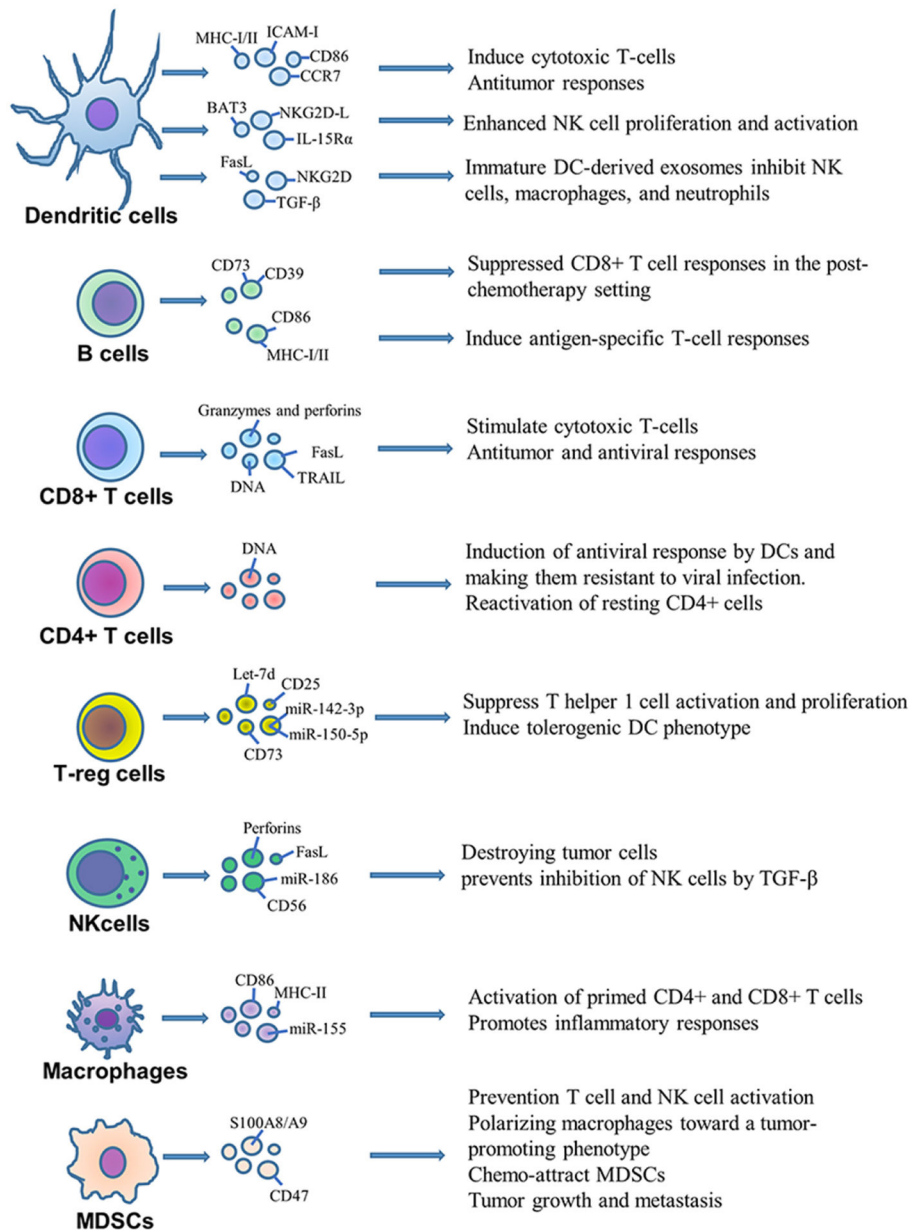 MHC-I/II
ICAM-I
CD86
CCR7
Induce cytotoxic T-cells
Antitumor responses
BAT3
NKG2D-L
IL-15Rα
Enhanced NK cell proliferation and activation
FasL
NKG2D
TGF-β
Immature DC-derived exosomes inhibit NK
cells, macrophages, and neutrophils
Dendritic cells
CD73
CD39
Suppressed CD8+ T cell responses in the post-
chemotherapy setting
CD86
MHC-I/II
Induce antigen-specific T-cell responses
B cells
Granzymes and perforins
FasL
TRAIL
DNA
Stimulate cytotoxic T-cells
Antitumor and antiviral responses
CD8+ T cells
DNA
Induction of antiviral response by DCs and
making them resistant to viral infection.
Reactivation of resting CD4+ cells
CD4+ T cells
Let-7d
CD25
miR-142-3p
miR-150-5p
CD73
Suppress T helper 1 cell activation and proliferation
Induce tolerogenic DC phenotype
T-reg cells
Perforins
FasL
miR-186
CD56
Destroying tumor cells
prevents inhibition of NK cells by TGF-β
NKcells
CD86
MHC-II
miR-155
Activation of primed CD4+ and CD8+ T cells
Promotes inflammatory responses
Macrophages
S100A8/A9
CD47
Prevention T cell and NK cell activation
Polarizing macrophages toward a tumor-
promoting phenotype
Chemo-attract MDSCs
Tumor growth and metastasis
MDSCs